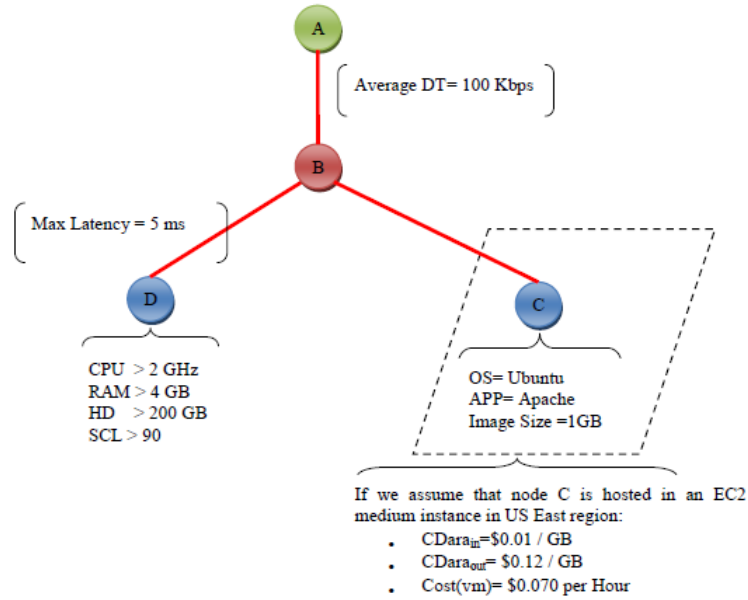 A
Average DT= 100 Kbps
B
Max Latency = 5 ms
D
C
CPU > 2 GHz
RAM > 4 GB
HD > 200 GB
SCL > 90
OS= Ubuntu
APP= Apache
Image Size =1GB
If we assume that node C is hosted in an EC2
medium instance in US East region:
• CDara_in=$0.01 / GB
• CDara_out= $0.12 / GB
• Cost(vm)= $0.070 per Hour